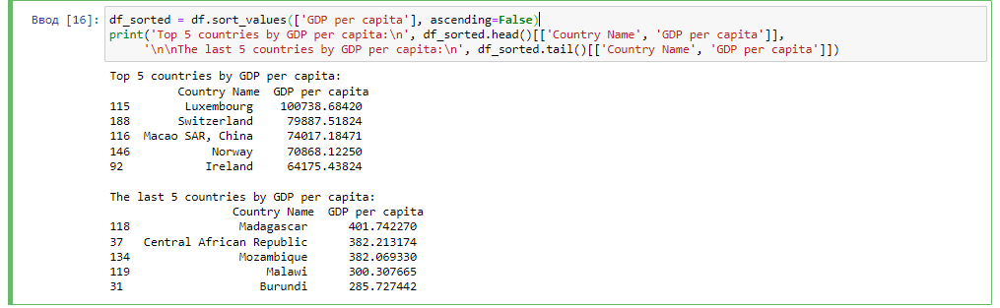 Ввод [16]: df_sorted = df.sort_values(['GDP per capita'], ascending=False)
print('Top 5 countries by GDP per capita:\n', df_sorted.head()[['Country Name', 'GDP per capita']],
'\n\nThe last 5 countries by GDP per capita:\n', df_sorted.tail()[['Country Name', 'GDP per capita']])
Top 5 countries by GDP per capita:
Country Name GDP per capita
115 Luxembourg 100738.68420
188 Switzerland 79887.51824
116 Macao SAR, China 74017.18471
146 Norway 70868.12250
92 Ireland 64175.43824
The last 5 countries by GDP per capita:
Country Name GDP per capita
118 Madagascar 401.742270
37 Central African Republic 382.213174
134 Mozambique 382.069330
119 Malawi 300.307665
31 Burundi 285.727442